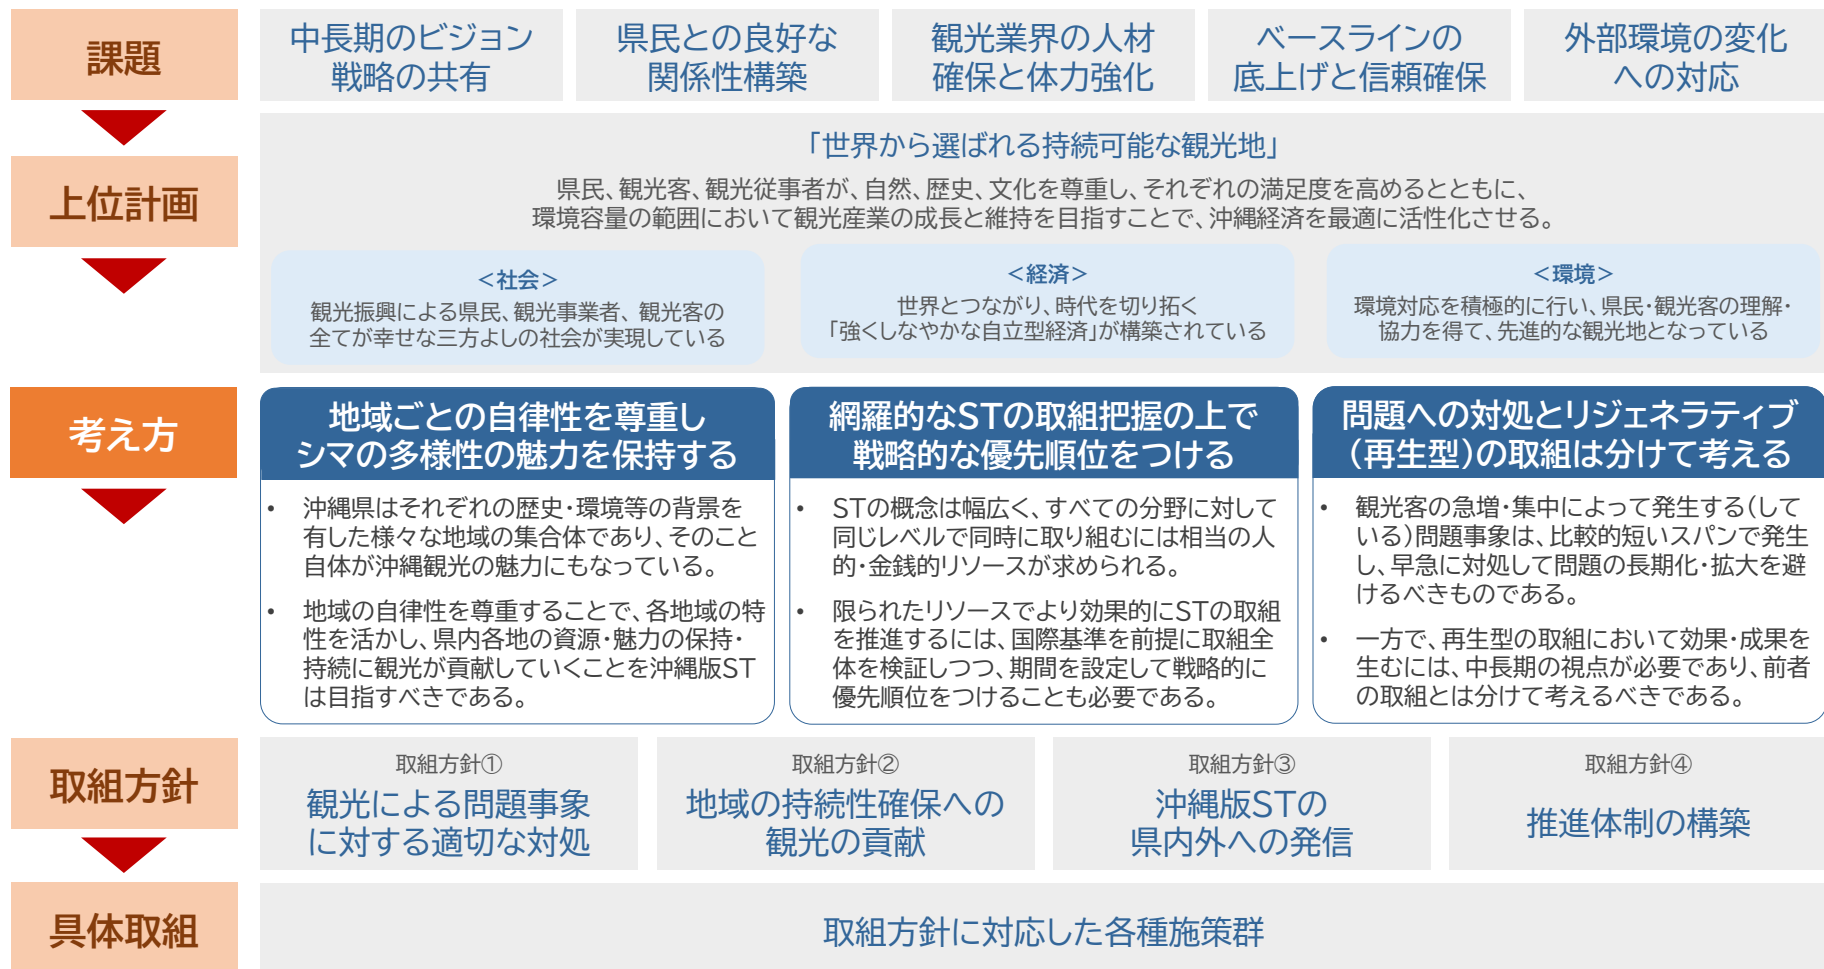 課題
中長期のビジョン
戦略の共有
県民との良好な
関係性構築
観光業界の人材
確保と体力強化
ベースラインの
底上げと信頼確保
外部環境の変化
への対応
上位計画
「世界から選ばれる持続可能な観光地」
県民、観光客、観光従事者が、自然、歴史、文化を尊重し、それぞれの満足度を高めるとともに、
環境容量の範囲において観光産業の成長と維持を目指すことで、沖縄経済を最適に活性化させる。
＜社会＞
観光振興による県民、観光事業者、観光客の
全てが幸せな三方よしの社会が実現している
＜経済＞
世界とつながり、時代を切り拓く
「強くしなやかな自立型経済」が構築されている
＜環境＞
環境対応を積極的に行い、県民・観光客の理解・
協力を得て、先進的な観光地となっている
考え方
地域ごとの自律性を尊重し
シマの多様性の魅力を保持する
• 沖縄県はそれぞれの歴史・環境等の背景を
有した様々な地域の集合体であり、そのこと
自体が沖縄観光の魅力にもなっている。
• 地域の自律性を尊重することで、各地域の特
性を活かし、県内各地の資源・魅力の保持・
持続に観光が貢献していくことを沖縄版ST
は目指すべきである。
網羅的なSTの取組把握の上で
戦略的な優先順位をつける
• STの概念は幅広く、すべての分野に対して
同じレベルで同時に取り組むには相当の人
的・金銭的リソースが求められる。
• 限られたリソースでより効果的にSTの取組
を推進するには、国際基準を前提に取組全
体を検証しつつ、期間を設定して戦略的に
優先順位をつけることも必要である。
問題への対処とリジェネラティブ
（再生型）の取組は分けて考える
• 観光客の急増・集中によって発生する（して
いる）問題事象は、比較的短いスパンで発生
し、早急に対処して問題の長期化・拡大を避
けるべきものである。
• 一方で、再生型の取組において効果・成果を
生むには、中長期の視点が必要であり、前者
の取組とは分けて考えるべきである。
取組方針
取組方針①
観光による問題事象
に対する適切な対処
取組方針②
地域の持続性確保への
観光の貢献
取組方針③
沖縄版STの
県内外への発信
取組方針④
推進体制の構築
具体取組
取組方針に対応した各種施策群